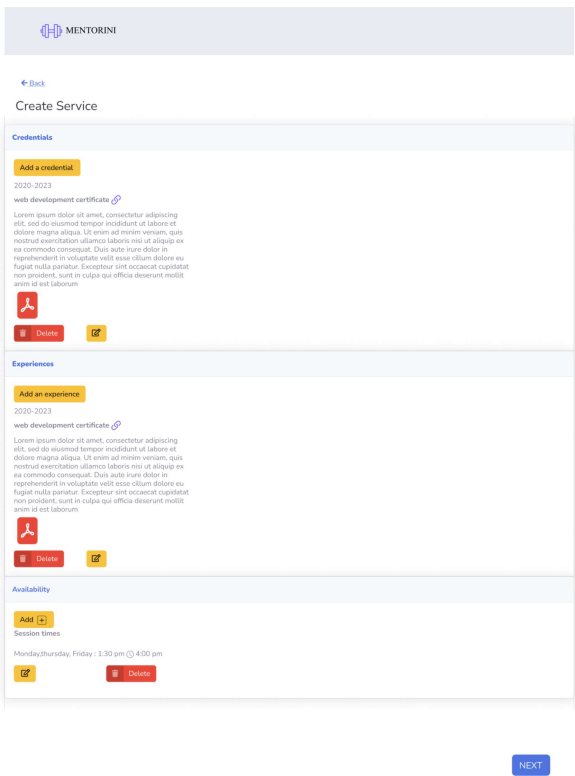 MENTORINI
Back
Create Service
Credentials
Add a credential
2020-2023
web development certificate
Lorem ipsum dolor sit amet, consectetur adipiscing
elit, sed do eiusmod tempor incididunt ut labore et
dolore magna aliqua. Ut enim ad minim veniam, quis
nostrud exercitation ullamco laboris nisi ut aliquip ex
ea commodo consequat. Duis aute irure dolor in
reprehenderit in voluptate velit esse cillum dolore eu
fugiat nulla pariatur. Excepteur sint occaecat cupidatat
non proident, sunt in culpa qui officia deserunt mollit
anim id est laborum
Delete
Experiences
Add an experience
2020-2023
web development certificate
Lorem ipsum dolor sit amet, consectetur adipiscing
elit, sed do eiusmod tempor incididunt ut labore et
dolore magna aliqua. Ut enim ad minim veniam, quis
nostrud exercitation ullamco laboris nisi ut aliquip ex
ea commodo consequat. Duis aute irure dolor in
reprehenderit in voluptate velit esse cillum dolore eu
fugiat nulla pariatur. Excepteur sint occaecat cupidatat
non proident, sunt in culpa qui officia deserunt mollit
anim id est laborum
Delete
Availability
Add
Session times
Monday,thursday, Friday : 1:30 pm 4:00 pm
Delete
NEXT